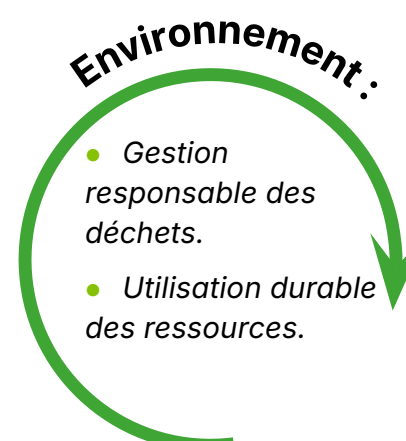 Environnement :
• Gestion
responsable des
déchets.
• Utilisation durable
des ressources.